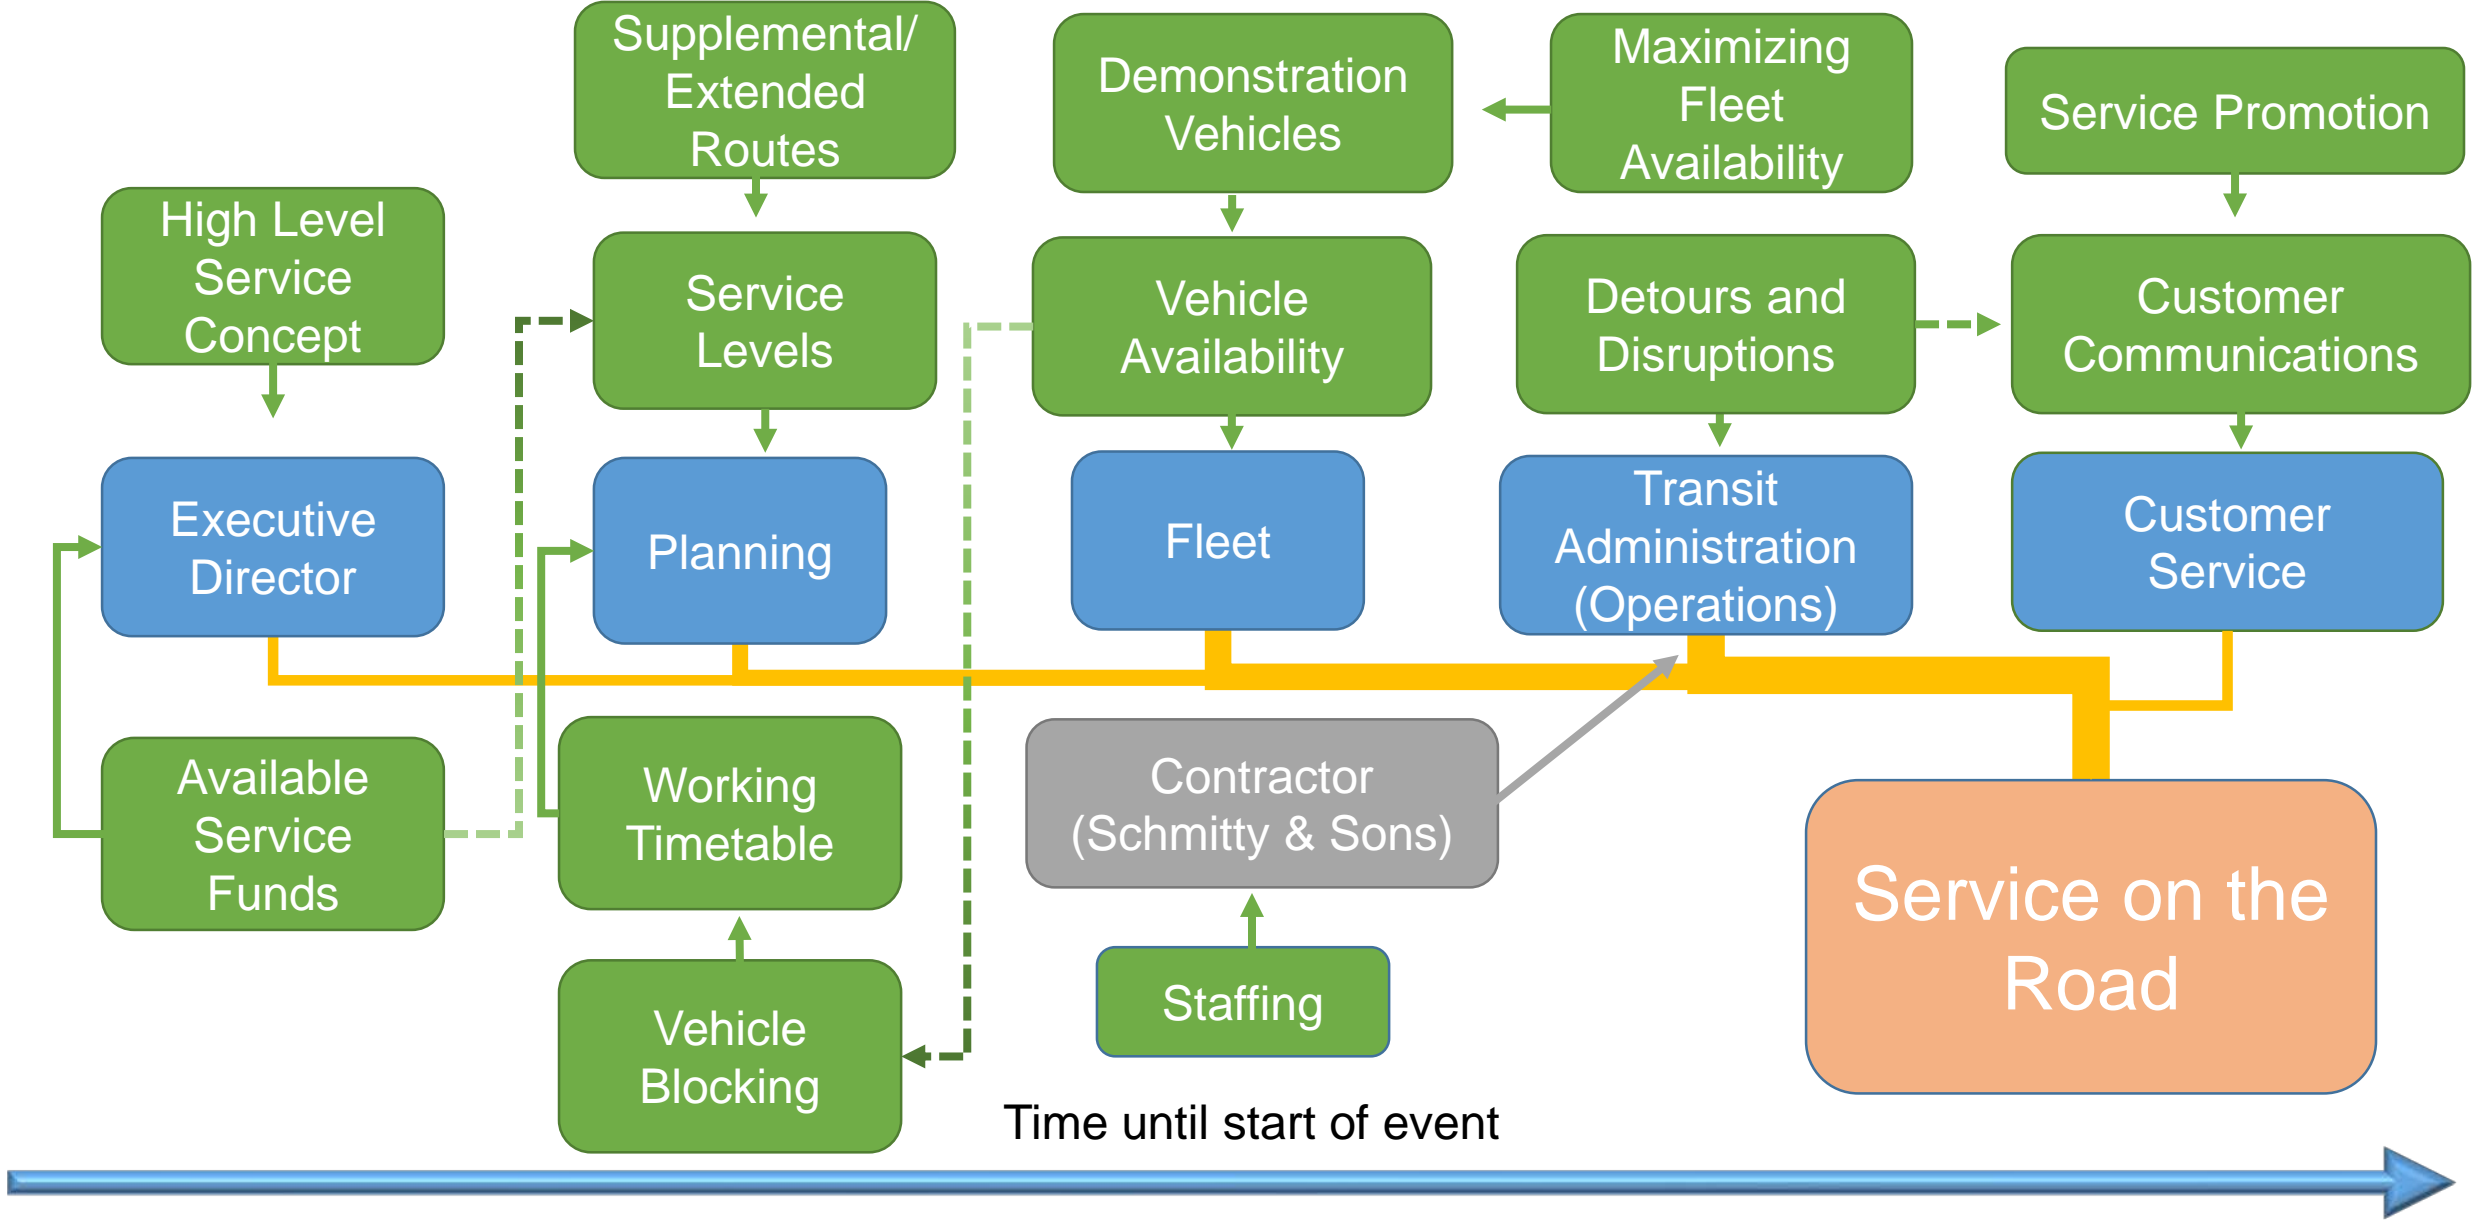 Supplemental/
Extended
Routes
Demonstration
Vehicles
Maximizing
Fleet
Availability
Service Promotion
High Level
Service
Concept
Service
Levels
Vehicle
Availability
Detours and
Disruptions
Customer
Communications
Executive
Director
Planning
Fleet
Transit
Administration
(Operations)
Customer
Service
Available
Service
Funds
Working
Timetable
Contractor
(Schmitty & Sons)
Service on the
Road
Vehicle
Blocking
Staffing
Time until start of event